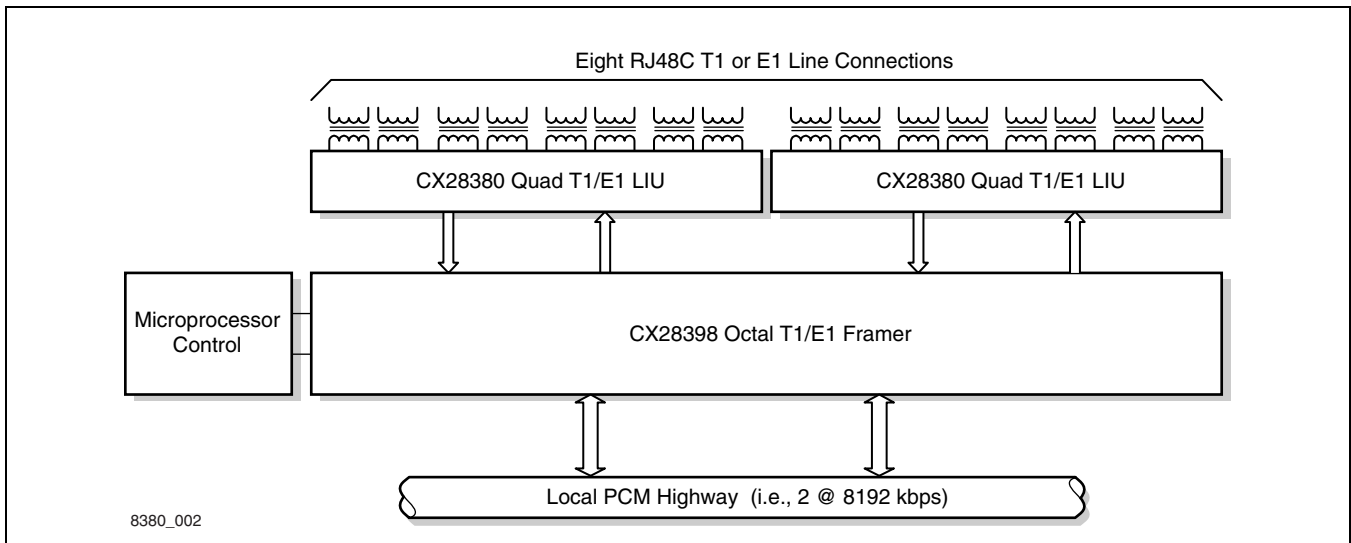 Eight RJ48C T1 or E1 Line Connections
CX28380 Quad T1/E1 LIU
CX28380 Quad T1/E1 LIU
Microprocessor
Control
CX28398 Octal T1/E1 Framer
Local PCM Highway (i.e., 2 @ 8192 kbps)
8380_002